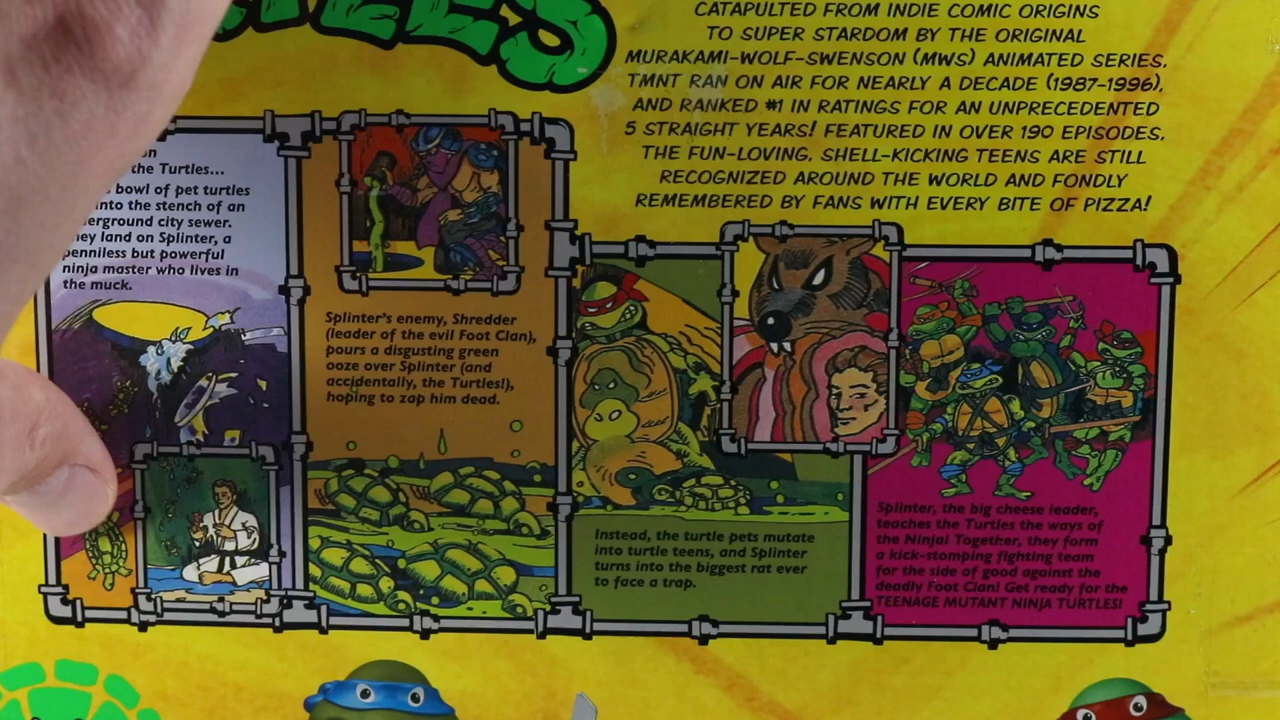 CATAPULTED FROM INDIE COMIC ORIGINS
TO SUPER STARDOM BY THE ORIGINAL
MURAKAMI-WOLF-SWENSON (MWS) ANIMATED SERIES,
TMNT RAN ON AIR FOR NEARLY A DECADE (1987-1996),
AND RANKED #1 IN RATINGS FOR AN UNPRECEDENTED
5 STRAIGHT YEARS! FEATURED IN OVER 190 EPISODES,
THE FUN-LOVING, SHELL-KICKING TEENS ARE STILL
RECOGNIZED AROUND THE WORLD AND FONDLY
REMEMBERED BY FANS WITH EVERY BITE OF PIZZA!
the Turtles...
bowl of pet turtles
into the stench of an
city sewer.
land on Splinter, a
penniless but powerful
ninja master who lives in
the muck.
Splinter's enemy, Shredder
(leader of the evil Foot Clan),
pours a disgusting green
ooze over Splinter (and
accidentally, the Turtles!),
hoping to zap him dead.
Instead, the turtle pets mutate
into turtle teens, and Splinter
turns into the biggest rat ever
to face a trap.
Splinter, the big cheese leader,
teaches the Turtles the ways of
the Ninja! Together, they form
a kick-stomping fighting team
for the side of good against the
deadly Foot Clan! Get ready for the
TEENAGE MUTANT NINJA TURTLES!